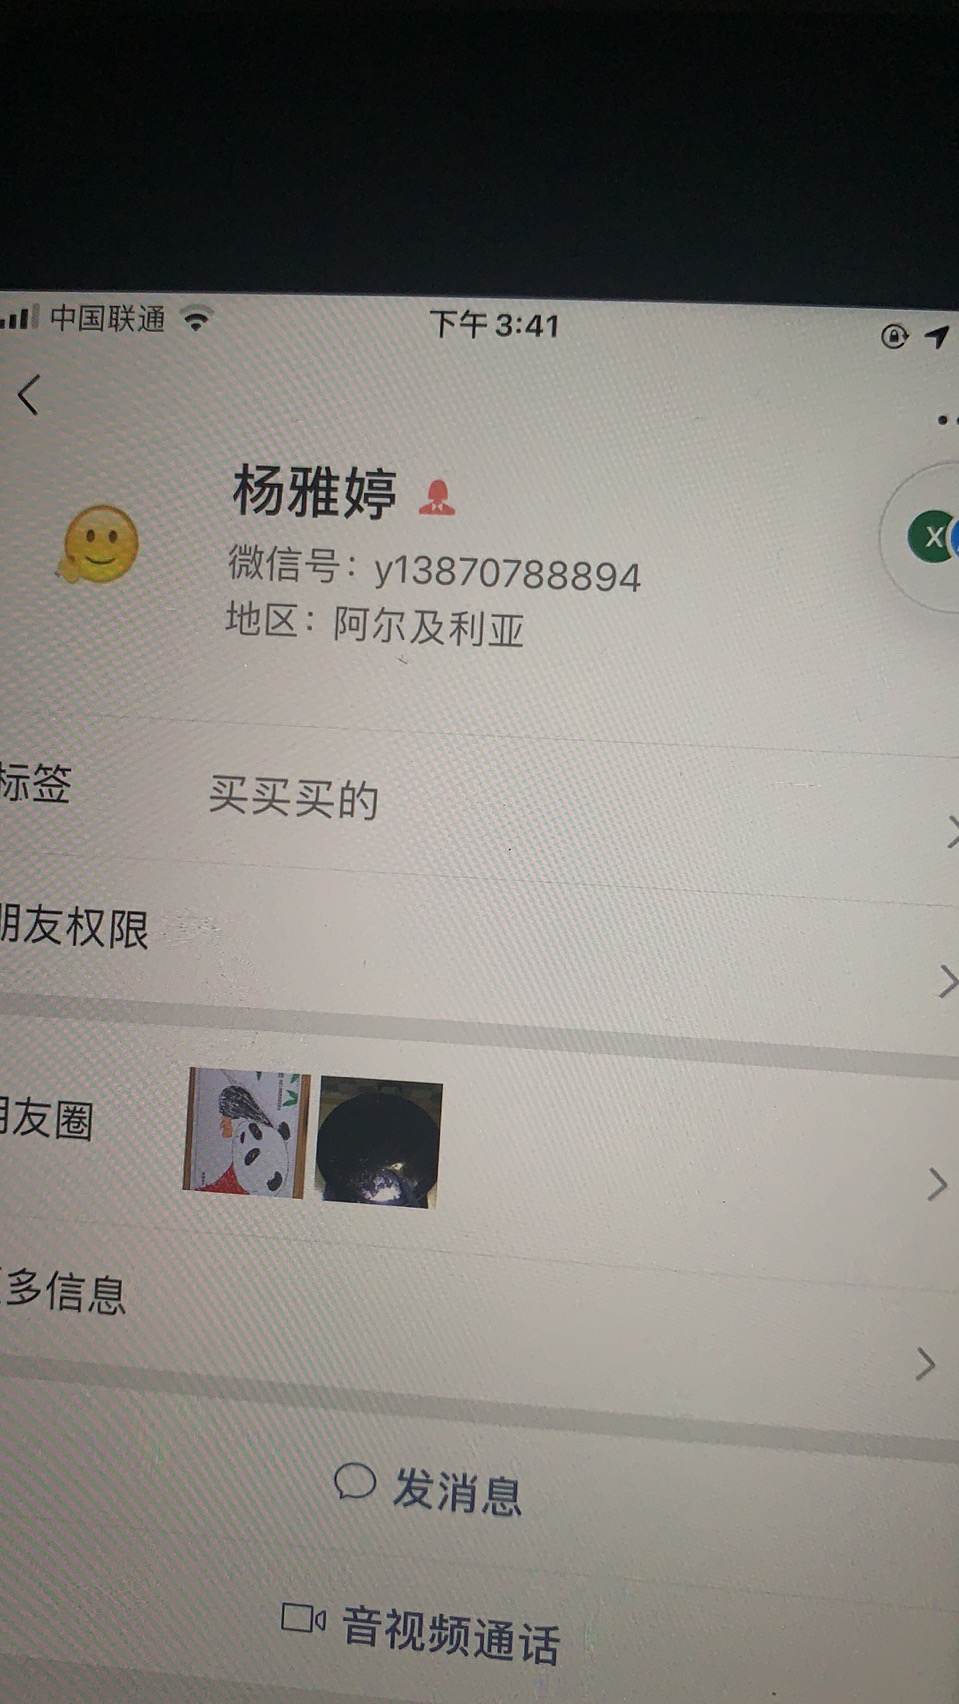 中国联通
下午3:41
杨雅婷
微信号：y13870788894
地区：阿尔及利亚
标签 买买买的
朋友权限
朋友圈
多信息
发消息
音视频通话